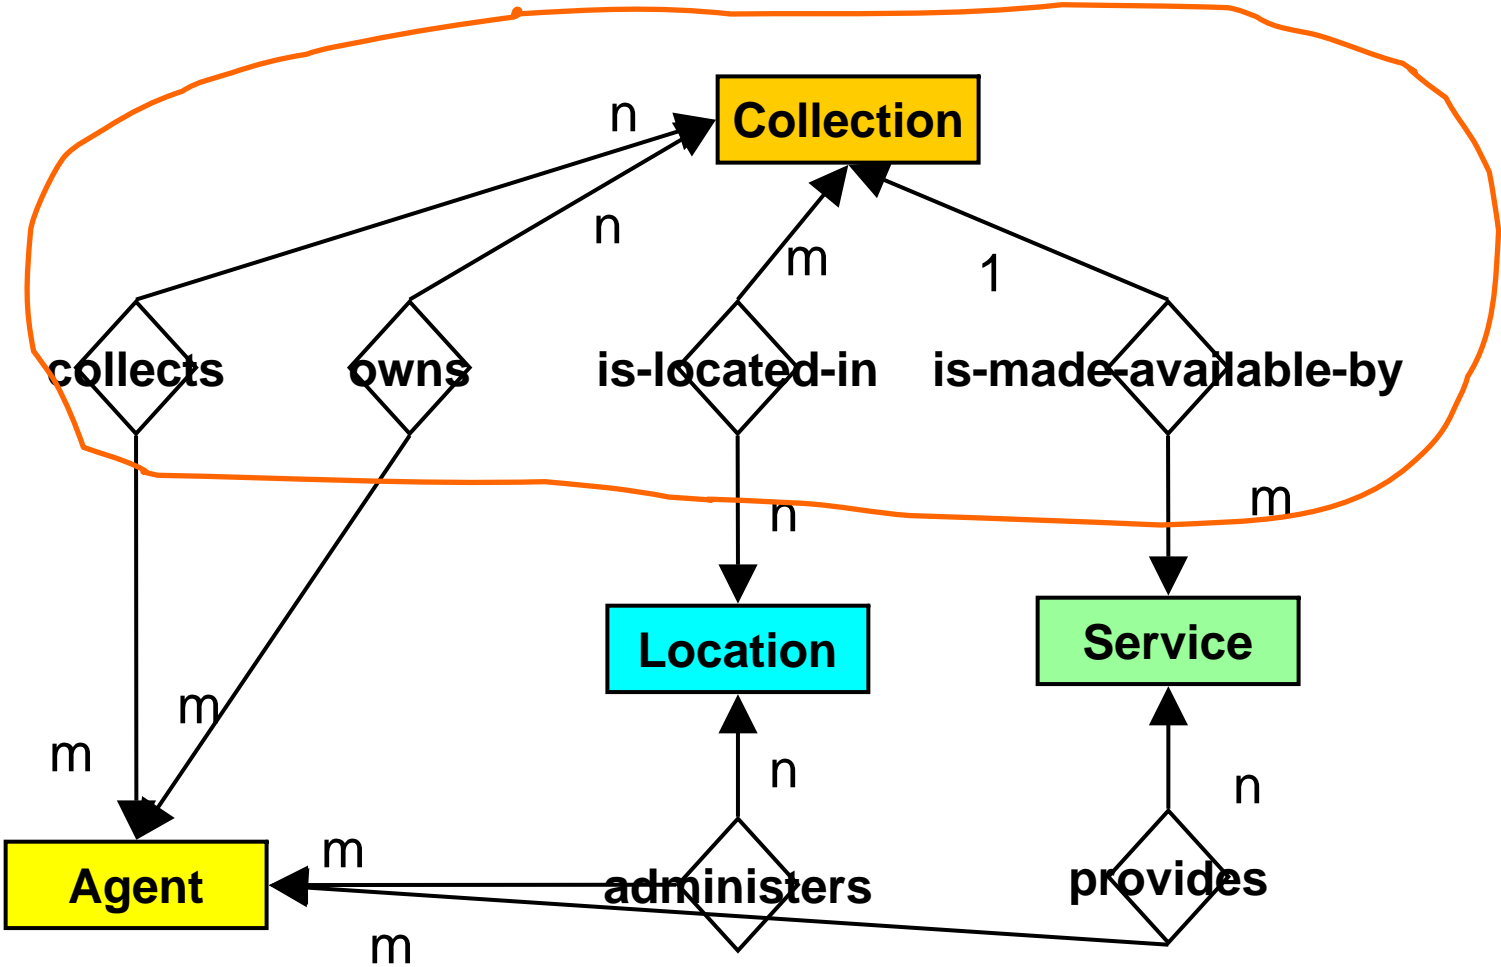 Collection
n
n
m
1
collects
owns
is-located-in
is-made-available-by
n
m
Location
Service
m
m
n
n
Agent
m
administers
provides
m